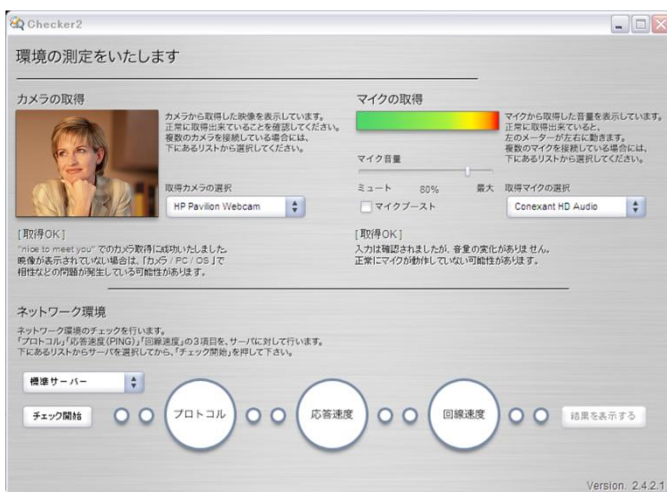 Checker2
環境の測定をいたします
カメラの取得
カメラから取得した映像を表示しています。
正常に取得出来ていることを確認してください。
複数のカメラを接続している場合には、
下にあるリストから選択してください。
取得カメラの選択
HP Pavilion Webcam
[取得OK]
"nice to meet you" でのカメラ取得に成功いたしました。
映像が表示されていない場合は、「カメラ / PC / OS 」で
相性などの問題が発生している可能性があります。
マイクの取得
マイクから取得した音量を表示しています。
正常に取得出来ていると、
左のメーターが左右に動きます。
複数のマイクを接続している場合には、
下にあるリストから選択してください。
マイク音量
ミュート 80% 最大
マイクブースト
取得マイクの選択
Conexant HD Audio
[取得OK]
入力は確認されましたが、音量の変化がありません。
正常にマイクが動作していない可能性があります。
ネットワーク環境
ネットワーク環境のチェックを行います。
「プロトコル」「応答速度(PING)」「回線速度」の3項目を、サーバに対して行います。
下にあるリストからサーバを選択してから、「チェック開始」を押して下さい。
標準サーバー
チェック開始
プロトコル
応答速度
回線速度
結果を表示する
Version. 2.4.2.1